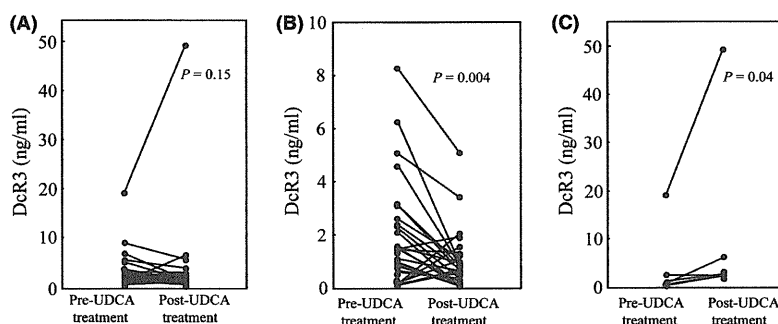 (A)
50
40
30
20
10
0
DcR3 (ng/ml)
P = 0.15
Pre-UDCA treatment
Post-UDCA treatment
(B)
10
8
6
4
2
0
DcR3 (ng/ml)
P = 0.004
Pre-UDCA treatment
Post-UDCA treatment
(C)
50
40
30
20
10
0
DcR3 (ng/ml)
P = 0.04
Pre-UDCA treatment
Post-UDCA treatment